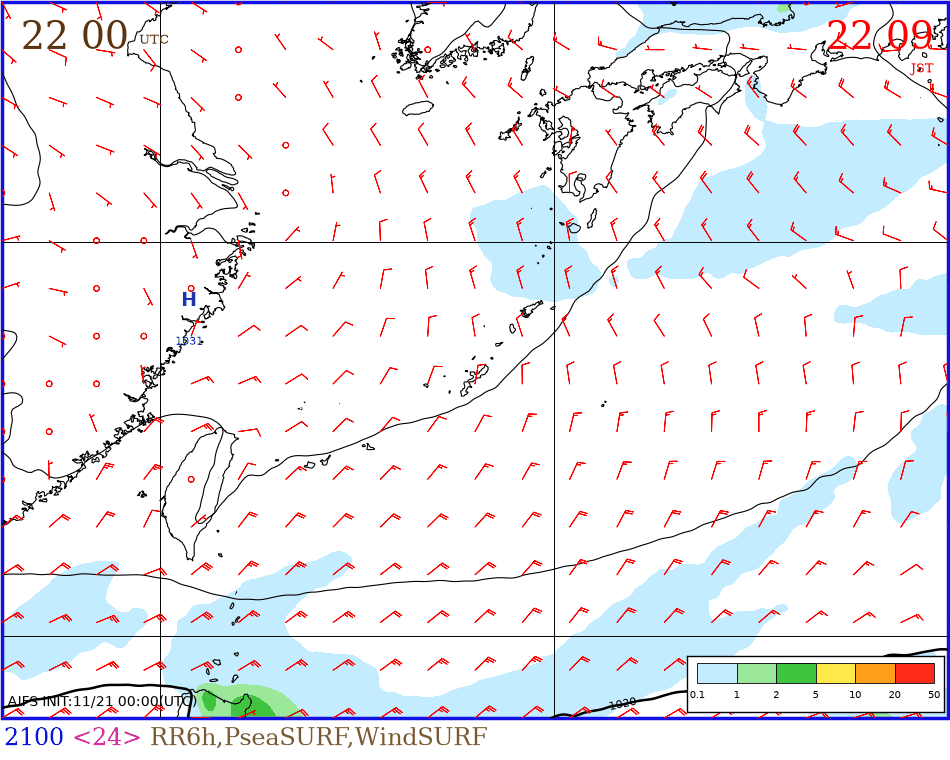 22 00 UTC
22 09
JST
H
1031
1020
0.1 1 2 5 10 20 50
AIFS INIT:11/21 00:00(UTC)
2100 <24> RR6h,PseaSURF,WindSURF